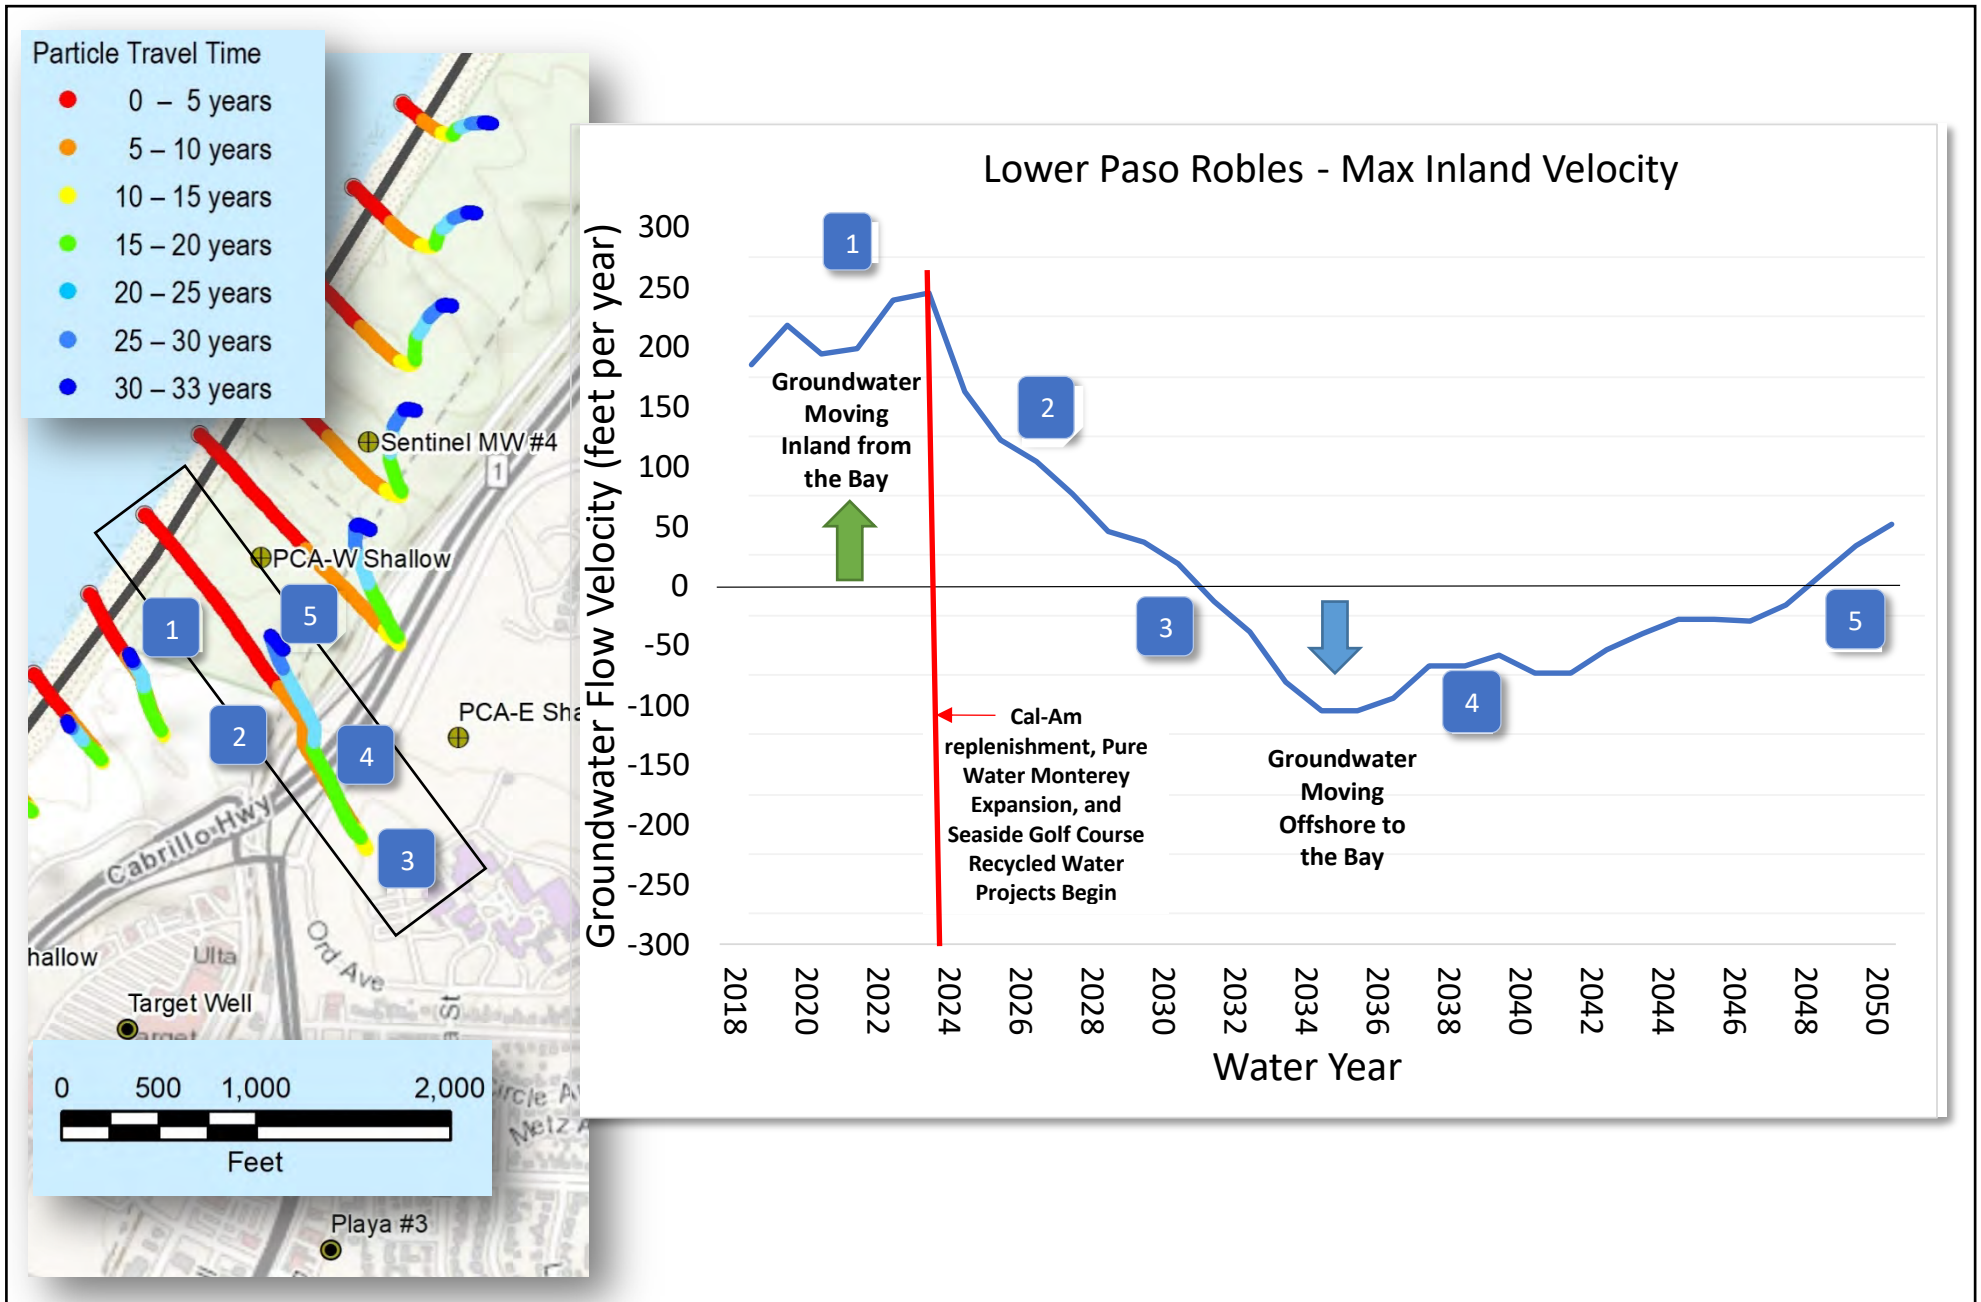 Particle Travel Time
0 – 5 years
5 – 10 years
10 – 15 years
15 – 20 years
20 – 25 years
25 – 30 years
30 – 33 years
Sentinel MW #4
1
PCA-W Shallow
1
5
2
4
PCA-E Sha
3
Cabrillo Hwy
hallow
Ulta
Ord Ave
Target Well
arget
St
0 500 1,000 2,000
Feet
Circle A
Metz A
Playa #3
Lower Paso Robles - Max Inland Velocity
Groundwater Flow Velocity (feet per year)
300
250
200
150
100
50
0
-50
-100
-150
-200
-250
-300
1
Groundwater
Moving
Inland from
the Bay
2
3
4
5
Cal-Am
replenishment, Pure
Water Monterey
Expansion, and
Seaside Golf Course
Recycled Water
Projects Begin
Groundwater
Moving
Offshore to
the Bay
2018 2020 2022 2024 2026 2028 2030 2032 2034 2036 2038 2040 2042 2044 2046 2048 2050
Water Year